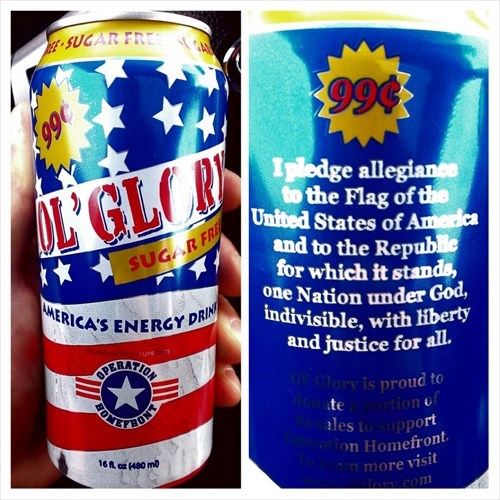 SUGAR FREE
99¢
OL' GLORY
SUGAR FREE
AMERICA'S ENERGY DRINK
OPERATION
HOMEFRONT
16 fl oz (480 ml)
99¢
I pledge allegiance
to the Flag of the
United States of America
and to the Republic
for which it stands,
one Nation under God,
indivisible, with liberty
and justice for all.
Ol' Glory is proud to
donate a portion of
its sales to support
Operation Homefront.
To learn more visit